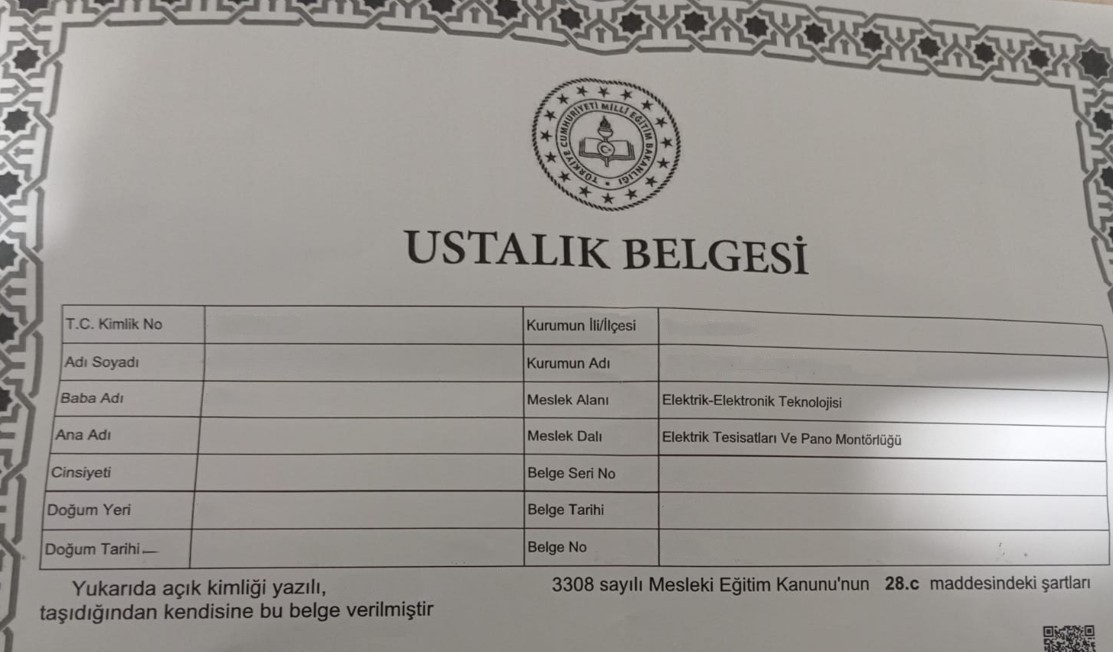 TÜRKİYE CUMHURİYETİ MİLLÎ EĞİTİM BAKANLIĞI
USTALIK BELGESİ
T.C. Kimlik No Kurumun İli/İlçesi
Adı Soyadı Kurumun Adı
Baba Adı Meslek Alanı Elektrik-Elektronik Teknolojisi
Ana Adı Meslek Dalı Elektrik Tesisatları Ve Pano Montörlüğü
Cinsiyeti Belge Seri No
Doğum Yeri Belge Tarihi
Doğum Tarihi Belge No
Yukarıda açık kimliği yazılı, 3308 sayılı Mesleki Eğitim Kanunu'nun 28.c maddesindeki şartları
taşıdığından kendisine bu belge verilmiştir